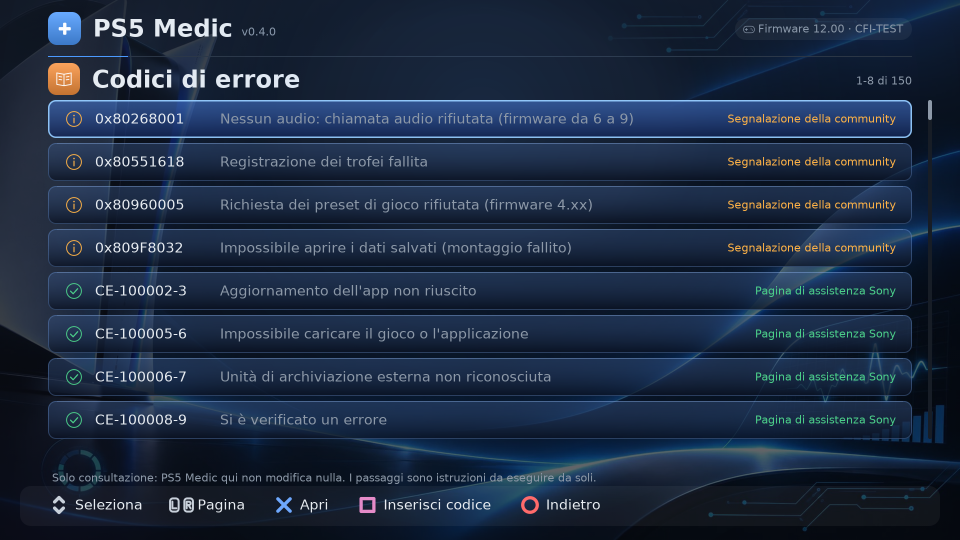 PS5 Medic v0.4.0
Firmware 12.00 · CFI-TEST
Codici di errore
1-8 di 150
0x80268001 Nessun audio: chiamata audio rifiutata (firmware da 6 a 9) Segnalazione della community
0x80551618 Registrazione dei trofei fallita Segnalazione della community
0x80960005 Richiesta dei preset di gioco rifiutata (firmware 4.xx) Segnalazione della community
0x809F8032 Impossibile aprire i dati salvati (montaggio fallito) Segnalazione della community
CE-100002-3 Aggiornamento dell'app non riuscito Pagina di assistenza Sony
CE-100005-6 Impossibile caricare il gioco o l'applicazione Pagina di assistenza Sony
CE-100006-7 Unità di archiviazione esterna non riconosciuta Pagina di assistenza Sony
CE-100008-9 Si è verificato un errore Pagina di assistenza Sony
Solo consultazione: PS5 Medic qui non modifica nulla. I passaggi sono istruzioni da eseguire da soli.
Seleziona L R Pagina Apri Inserisci codice Indietro